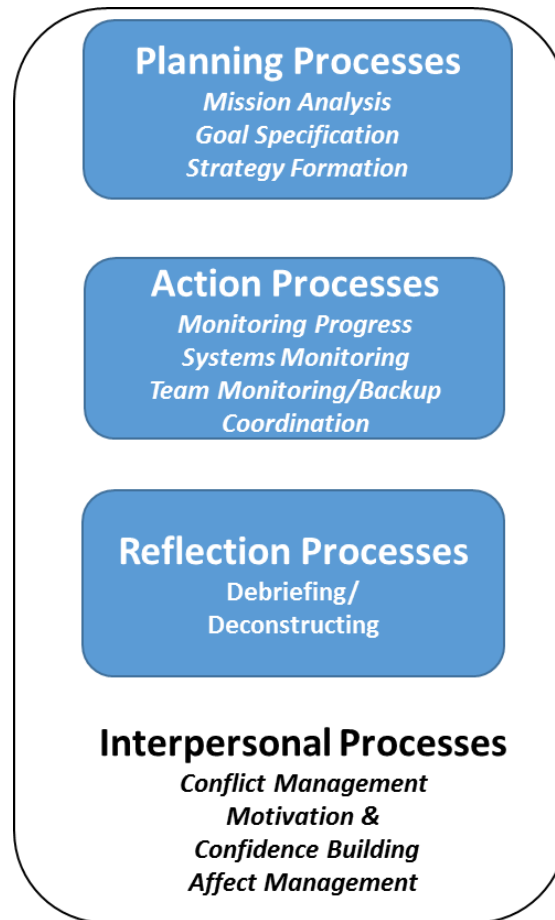 Planning Processes
Mission Analysis
Goal Specification
Strategy Formation
Action Processes
Monitoring Progress
Systems Monitoring
Team Monitoring/Backup
Coordination
Reflection Processes
Debriefing/
Deconstructing
Interpersonal Processes
Conflict Management
Motivation &
Confidence Building
Affect Management